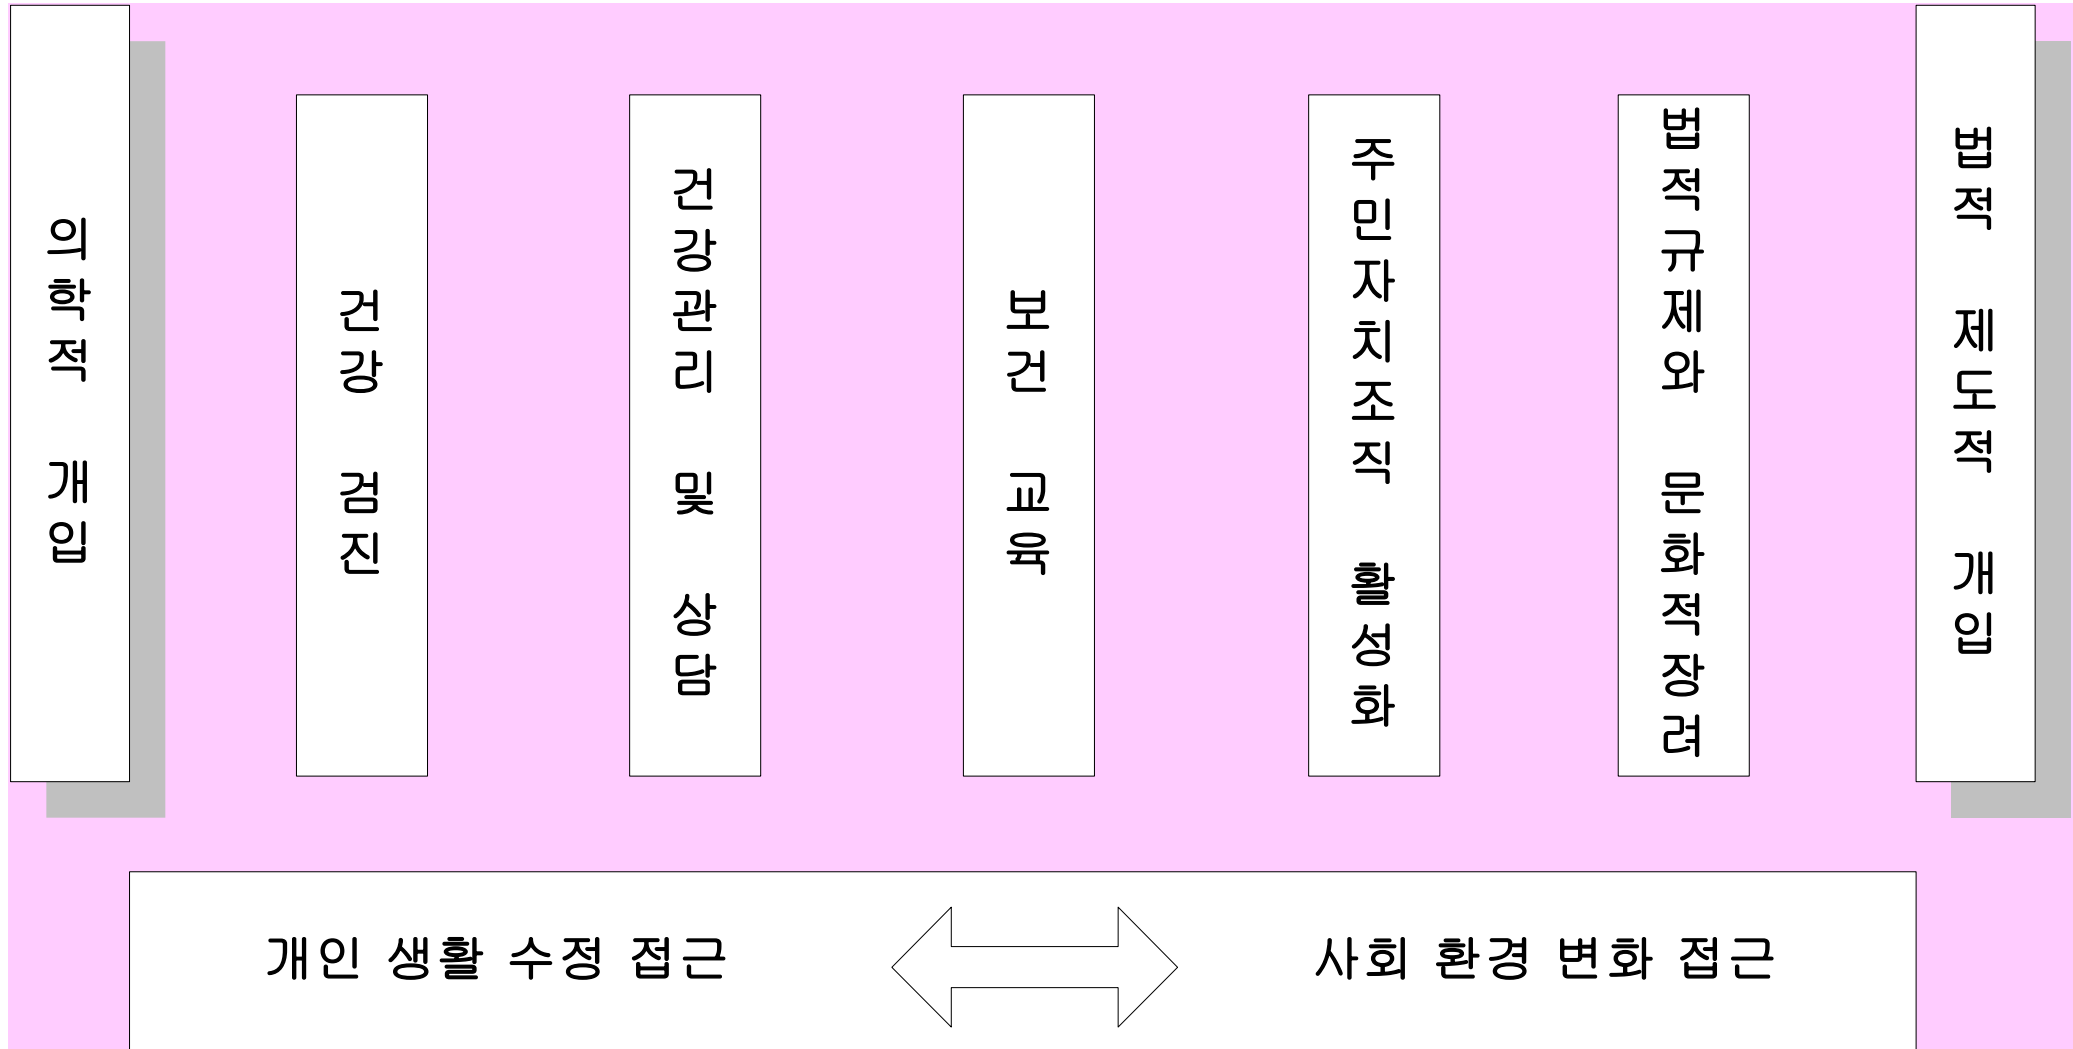 의학적 개입
건강 검진
건강관리 및 상담
보건 교육
주민자치조직 활성화
법적규제와 문화적장려
법적 제도적 개입
개인 생활 수정 접근
사회 환경 변화 접근